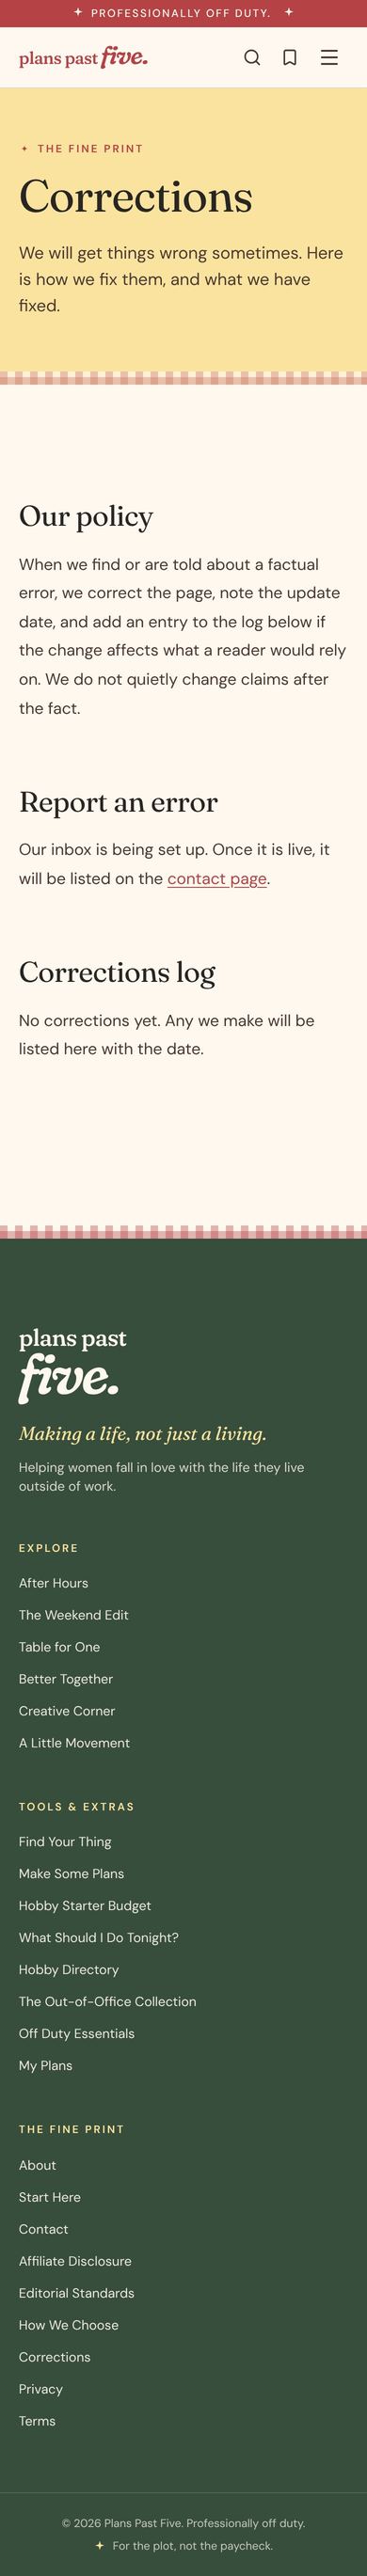 PROFESSIONALLY OFF DUTY.
plans past five.
THE FINE PRINT
Corrections
We will get things wrong sometimes. Here
is how we fix them, and what we have
fixed.
Our policy
When we find or are told about a factual
error, we correct the page, note the update
date, and add an entry to the log below if
the change affects what a reader would rely
on. We do not quietly change claims after
the fact.
Report an error
Our inbox is being set up. Once it is live, it
will be listed on the contact page.
Corrections log
No corrections yet. Any we make will be
listed here with the date.
plans past
five.
Making a life, not just a living.
Helping women fall in love with the life they live
outside of work.
EXPLORE
After Hours
The Weekend Edit
Table for One
Better Together
Creative Corner
A Little Movement
TOOLS & EXTRAS
Find Your Thing
Make Some Plans
Hobby Starter Budget
What Should I Do Tonight?
Hobby Directory
The Out-of-Office Collection
Off Duty Essentials
My Plans
THE FINE PRINT
About
Start Here
Contact
Affiliate Disclosure
Editorial Standards
How We Choose
Corrections
Privacy
Terms
© 2026 Plans Past Five. Professionally off duty.
For the plot, not the paycheck.